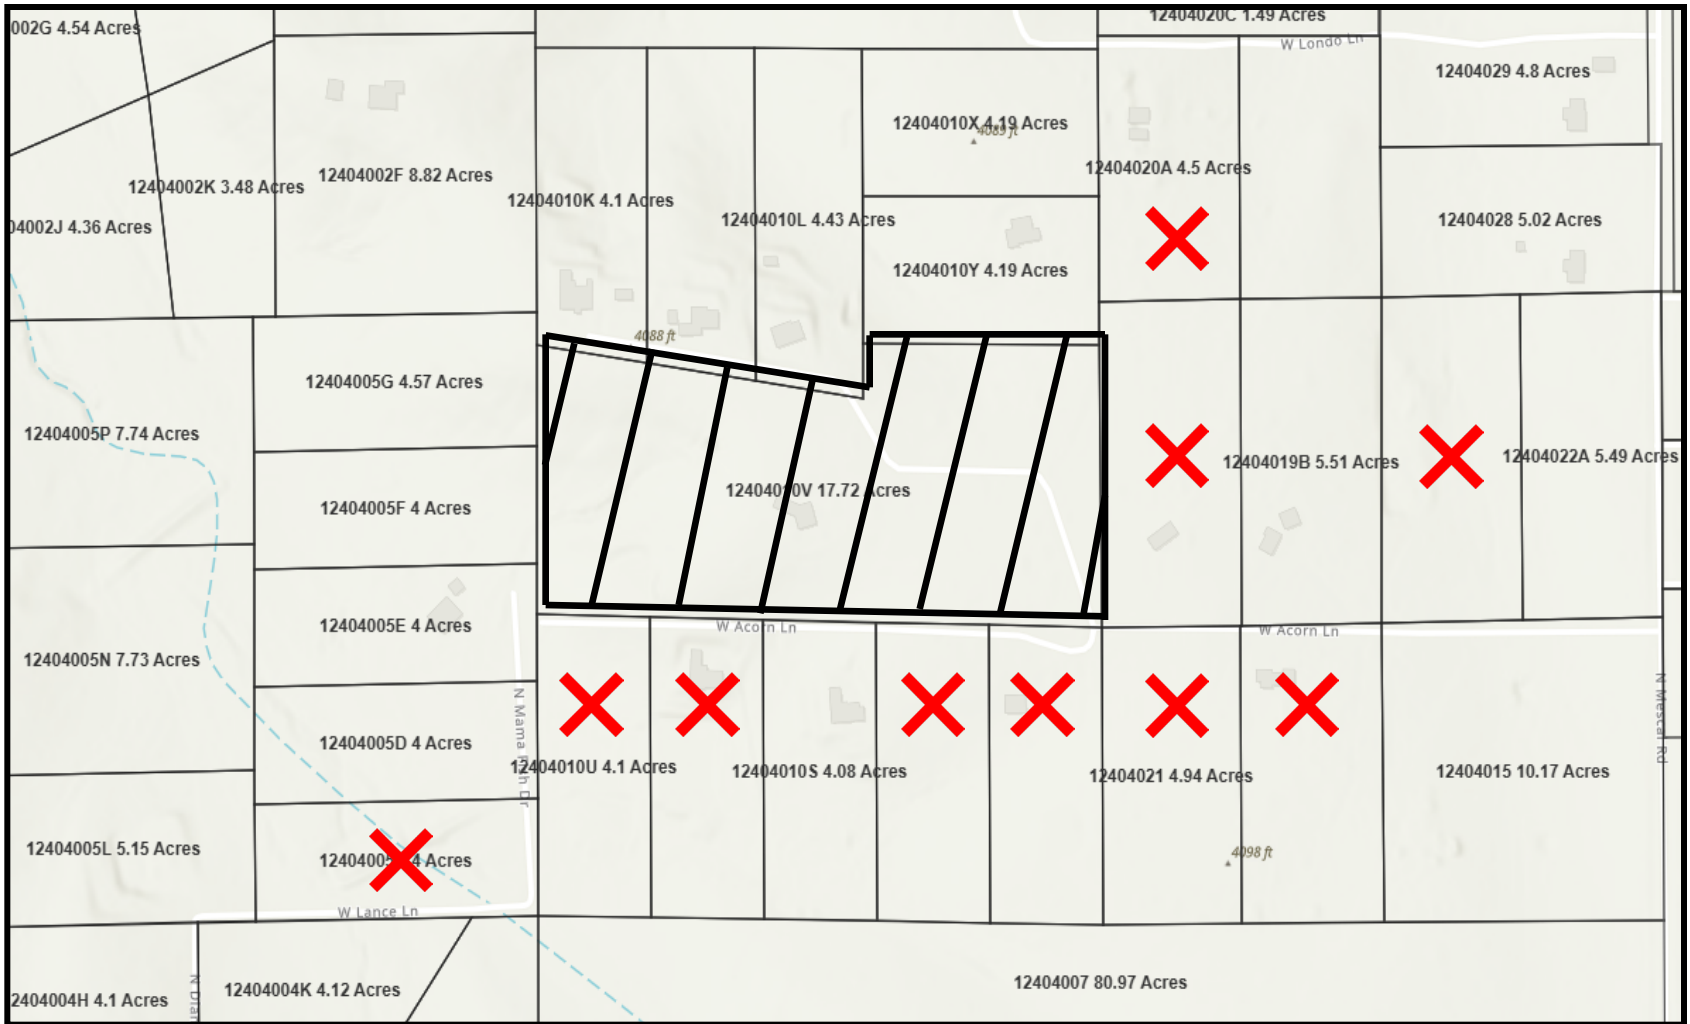 12404020C 1.49 Acres
002G 4.54 Acres
W Londo Ln
12404029 4.8 Acres
12404010X 4.19 Acres
4089 ft
12404020A 4.5 Acres
12404002F 8.82 Acres
12404002K 3.48 Acres
12404010K 4.1 Acres
12404010L 4.43 Acres
12404028 5.02 Acres
04002J 4.36 Acres
12404010Y 4.19 Acres
4088 ft
12404005G 4.57 Acres
12404005P 7.74 Acres
12404022A 5.49 Acres
12404019B 5.51 Acres
12404010V 17.72 Acres
12404005F 4 Acres
12404005E 4 Acres
W Acorn Ln
W Acorn Ln
12404005N 7.73 Acres
N Mescal Rd
12404005D 4 Acres
N Mama Dr
12404010U 4.1 Acres
12404010S 4.08 Acres
12404021 4.94 Acres
12404015 10.17 Acres
12404005L 5.15 Acres
4098 ft
12404005 4 Acres
W Lance Ln
12404007 80.97 Acres
12404004K 4.12 Acres
2404004H 4.1 Acres